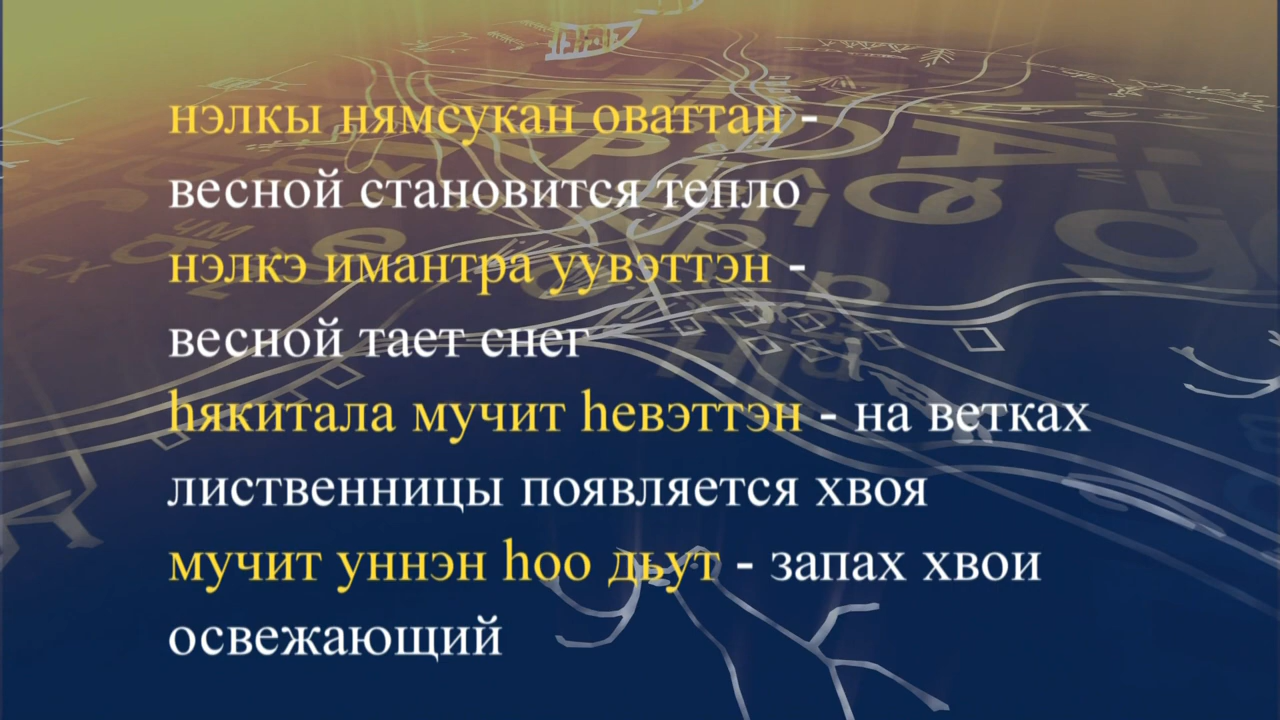 нэлкы нямсукан оваттан -
весной становится тепло
нэлкэ имантра уувэттэн -
весной тает снег
һякитала мучит һевэттэн - на ветках
лиственницы появляется хвоя
мучит уннэн һоо дьут - запах хвои
освежающий